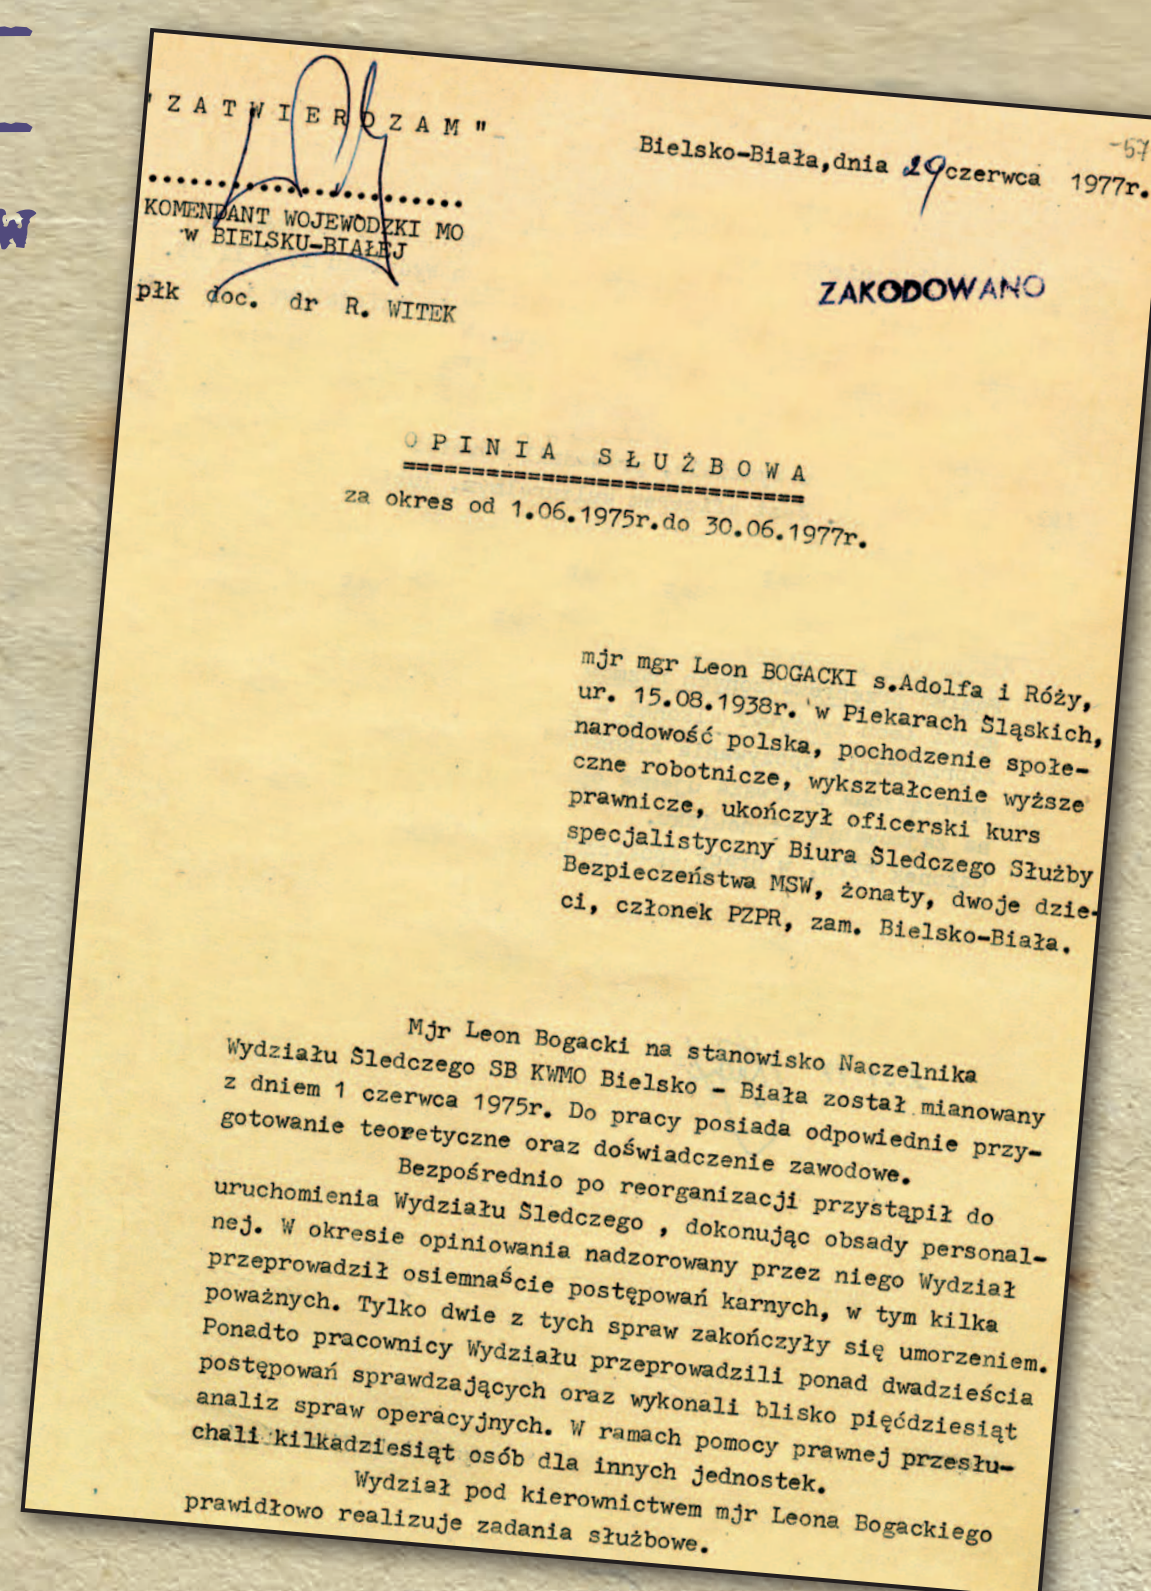 w
"ZATWIERDZAM"
-57
Bielsko-Biała,dnia 29 czerwca 1977r.
....................
KOMENDANT WOJEWÓDZKI MO
w BIELSKU-BIAŁEJ
płk doc. dr R. WITEK
ZAKODOWANO
OPINIA SŁUŻBOWA
=============================
za okres od 1.06.1975r.do 30.06.1977r.
mjr mgr Leon BOGACKI s.Adolfa i Róży,
ur. 15.08.1938r. w Piekarach Sląskich,
narodowość polska, pochodzenie społe-
czne robotnicze, wykształcenie wyższe
prawnicze, ukończył oficerski kurs
specjalistyczny Biura Sledczego Służby
Bezpieczeństwa MSW, żonaty, dwoje dzie-
ci, członek PZPR, zam. Bielsko-Biała.
Mjr Leon Bogacki na stanowisko Naczelnika
Wydziału Sledczego SB KWMO Bielsko - Biała został mianowany
z dniem 1 czerwca 1975r. Do pracy posiada odpowiednie przy-
gotowanie teoretyczne oraz doświadczenie zawodowe.
Bezpośrednio po reorganizacji przystąpił do
uruchomienia Wydziału Sledczego , dokonując obsady personal-
nej. W okresie opiniowania nadzorowany przez niego Wydział
przeprowadził osiemnaście postępowań karnych, w tym kilka
poważnych. Tylko dwie z tych spraw zakończyły się umorzeniem.
Ponadto pracownicy Wydziału przeprowadzili ponad dwadzieścia
postępowań sprawdzających oraz wykonali blisko pięćdziesiąt
analiz spraw operacyjnych. W ramach pomocy prawnej przesłu-
chali kilkadziesiąt osób dla innych jednostek.
Wydział pod kierownictwem mjr Leona Bogackiego
prawidłowo realizuje zadania służbowe.